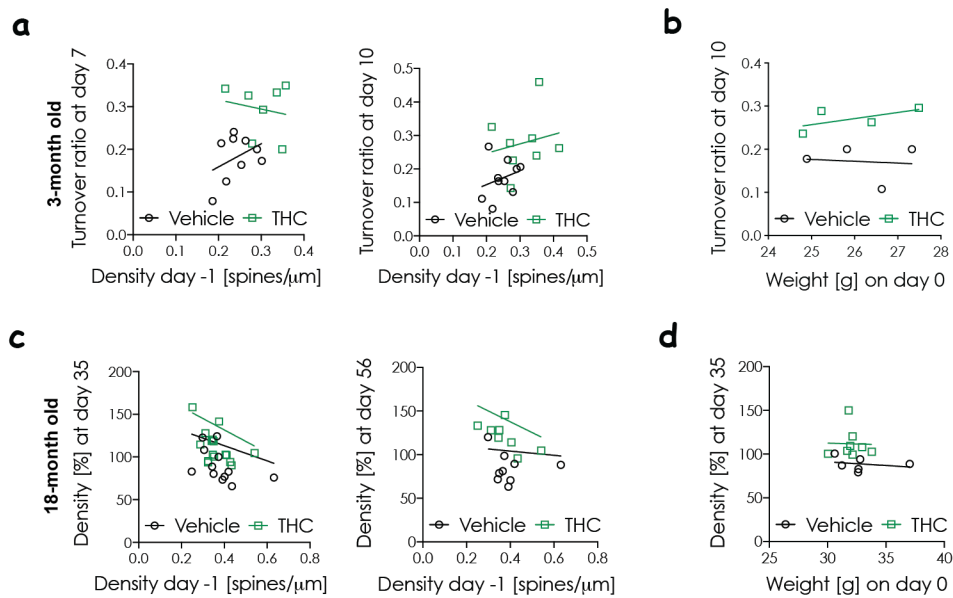 a
3-month old
Turnover ratio at day 7
0.4
0.3
0.2
0.1
0.0
Vehicle THC
0.0 0.1 0.2 0.3 0.4
Density day -1 [spines/µm]
Turnover ratio at day 10
0.5
0.4
0.3
0.2
0.1
0.0
Vehicle THC
0.0 0.1 0.2 0.3 0.4 0.5
Density day -1 [spines/µm]
b
Turnover ratio at day 10
0.4
0.3
0.2
0.1
0.0
Vehicle THC
24 25 26 27 28
Weight [g] on day 0
c
18-month old
Density [%] at day 35
200
150
100
50
0
Vehicle THC
0.0 0.2 0.4 0.6 0.8
Density day -1 [spines/µm]
Density [%] at day 56
200
150
100
50
0
Vehicle THC
0.0 0.2 0.4 0.6 0.8
Density day -1 [spines/µm]
d
Density [%] at day 35
200
150
100
50
0
Vehicle THC
25 30 35 40
Weight [g] on day 0